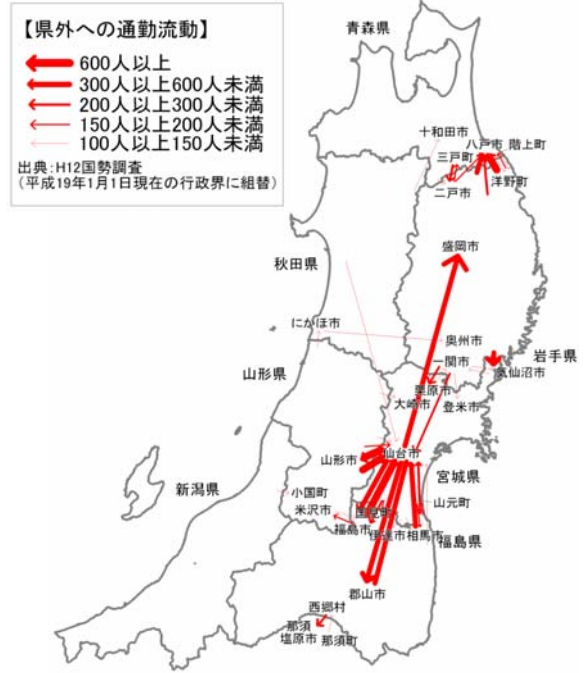 【県外への通勤流動】
600人以上
300人以上600人未満
200人以上300人未満
150人以上200人未満
100人以上150人未満
出典:H12国勢調査
(平成19年1月1日現在の行政界に組替)
青森県
十和田市
八戸市 階上町
三戸町
二戸市 洋野町
盛岡市
秋田県
にかほ市
奥州市
岩手県
一関市
気仙沼市
山形県
栗原市
大崎市 登米市
仙台市
山形市
宮城県
新潟県
小国町
山元町
米沢市
国見町
福島市 伊達市 相馬市
福島県
郡山市
西郷村
那須
塩原市 那須町